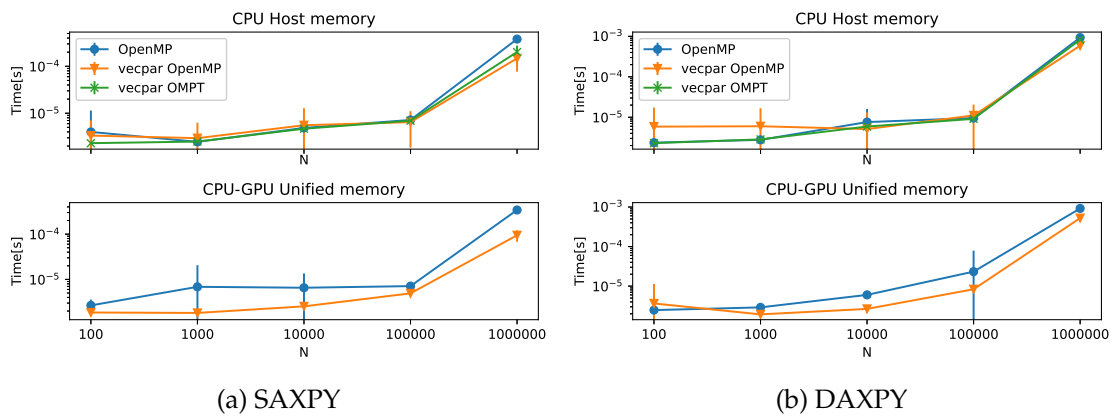 CPU Host memory
Time[s]
10⁻⁴
10⁻⁵
OpenMP
vecpar OpenMP
vecpar OMPT
N
CPU-GPU Unified memory
Time[s]
10⁻⁴
10⁻⁵
100 1000 10000 100000 1000000
N
(a) SAXPY
CPU Host memory
Time[s]
10⁻³
10⁻⁴
10⁻⁵
OpenMP
vecpar OpenMP
vecpar OMPT
N
CPU-GPU Unified memory
Time[s]
10⁻³
10⁻⁴
10⁻⁵
100 1000 10000 100000 1000000
N
(b) DAXPY